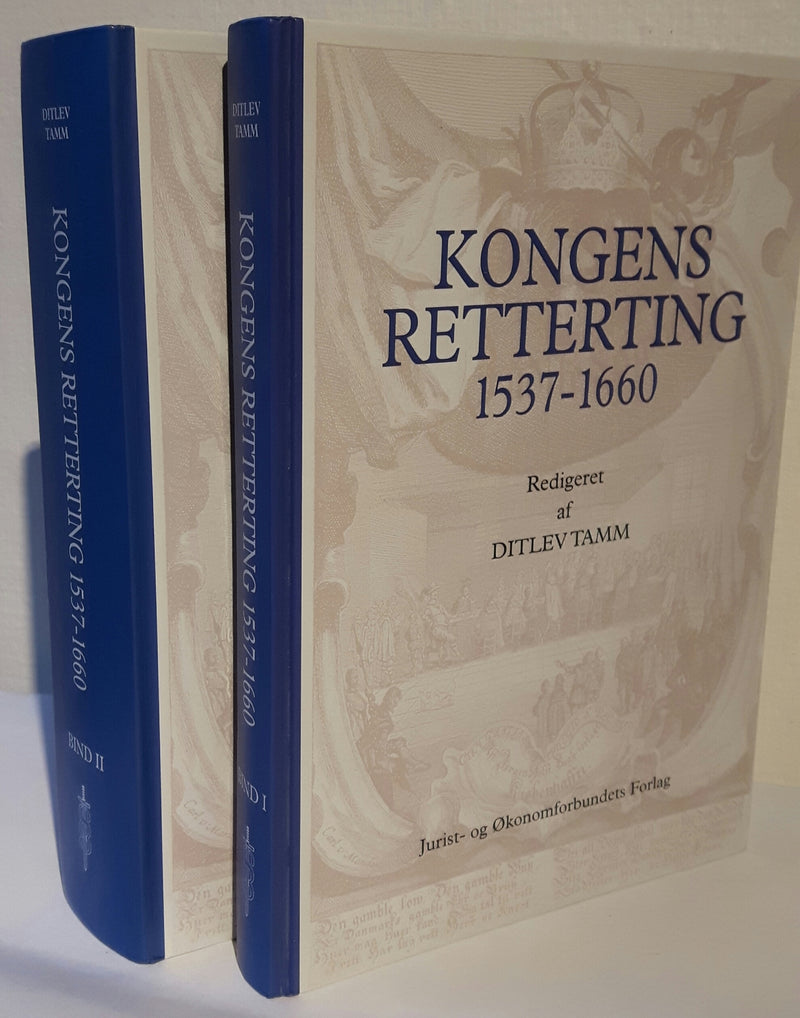 DITLEV
TAMM
KONGENS RETTERTING 1537-1660
BIND II
DITLEV
TAMM
KONGENS RETTERTING 1537-1660
BIND I
KONGENS
RETTERTING
1537-1660
Redigeret
af
DITLEV TAMM
Jurist- og Økonomforbundets Forlag